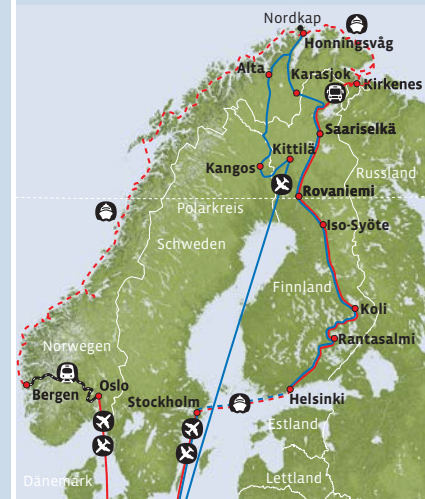 Nordkap
Honningsvåg
Alta
Karasjok
Kirkenes
Saariselkä
Kittilä
Kangos
Russland
Rovaniemi
Polarkreis
Iso-Syöte
Schweden
Finnland
Koli
Norwegen
Rantasalmi
Oslo
Bergen
Stockholm
Helsinki
Estland
Dänemark
Lettland